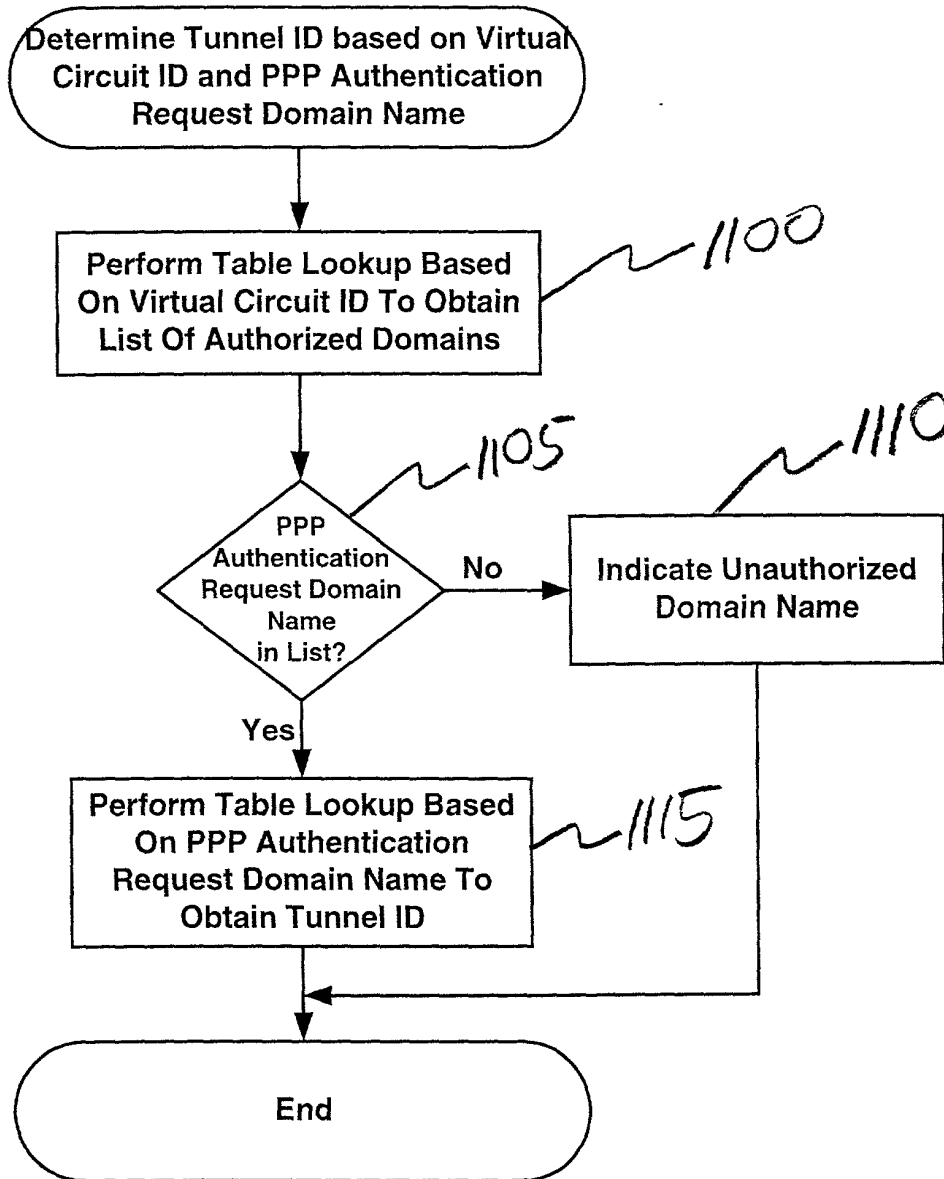 Determine Tunnel ID based on Virtual
Circuit ID and PPP Authentication
Request Domain Name
1100
Perform Table Lookup Based
On Virtual Circuit ID To Obtain
List Of Authorized Domains
1105
1110
PPP
Authentication
Request Domain
Name
in List?
No
Indicate Unauthorized
Domain Name
Yes
Perform Table Lookup Based
On PPP Authentication
Request Domain Name To
Obtain Tunnel ID
1115
End